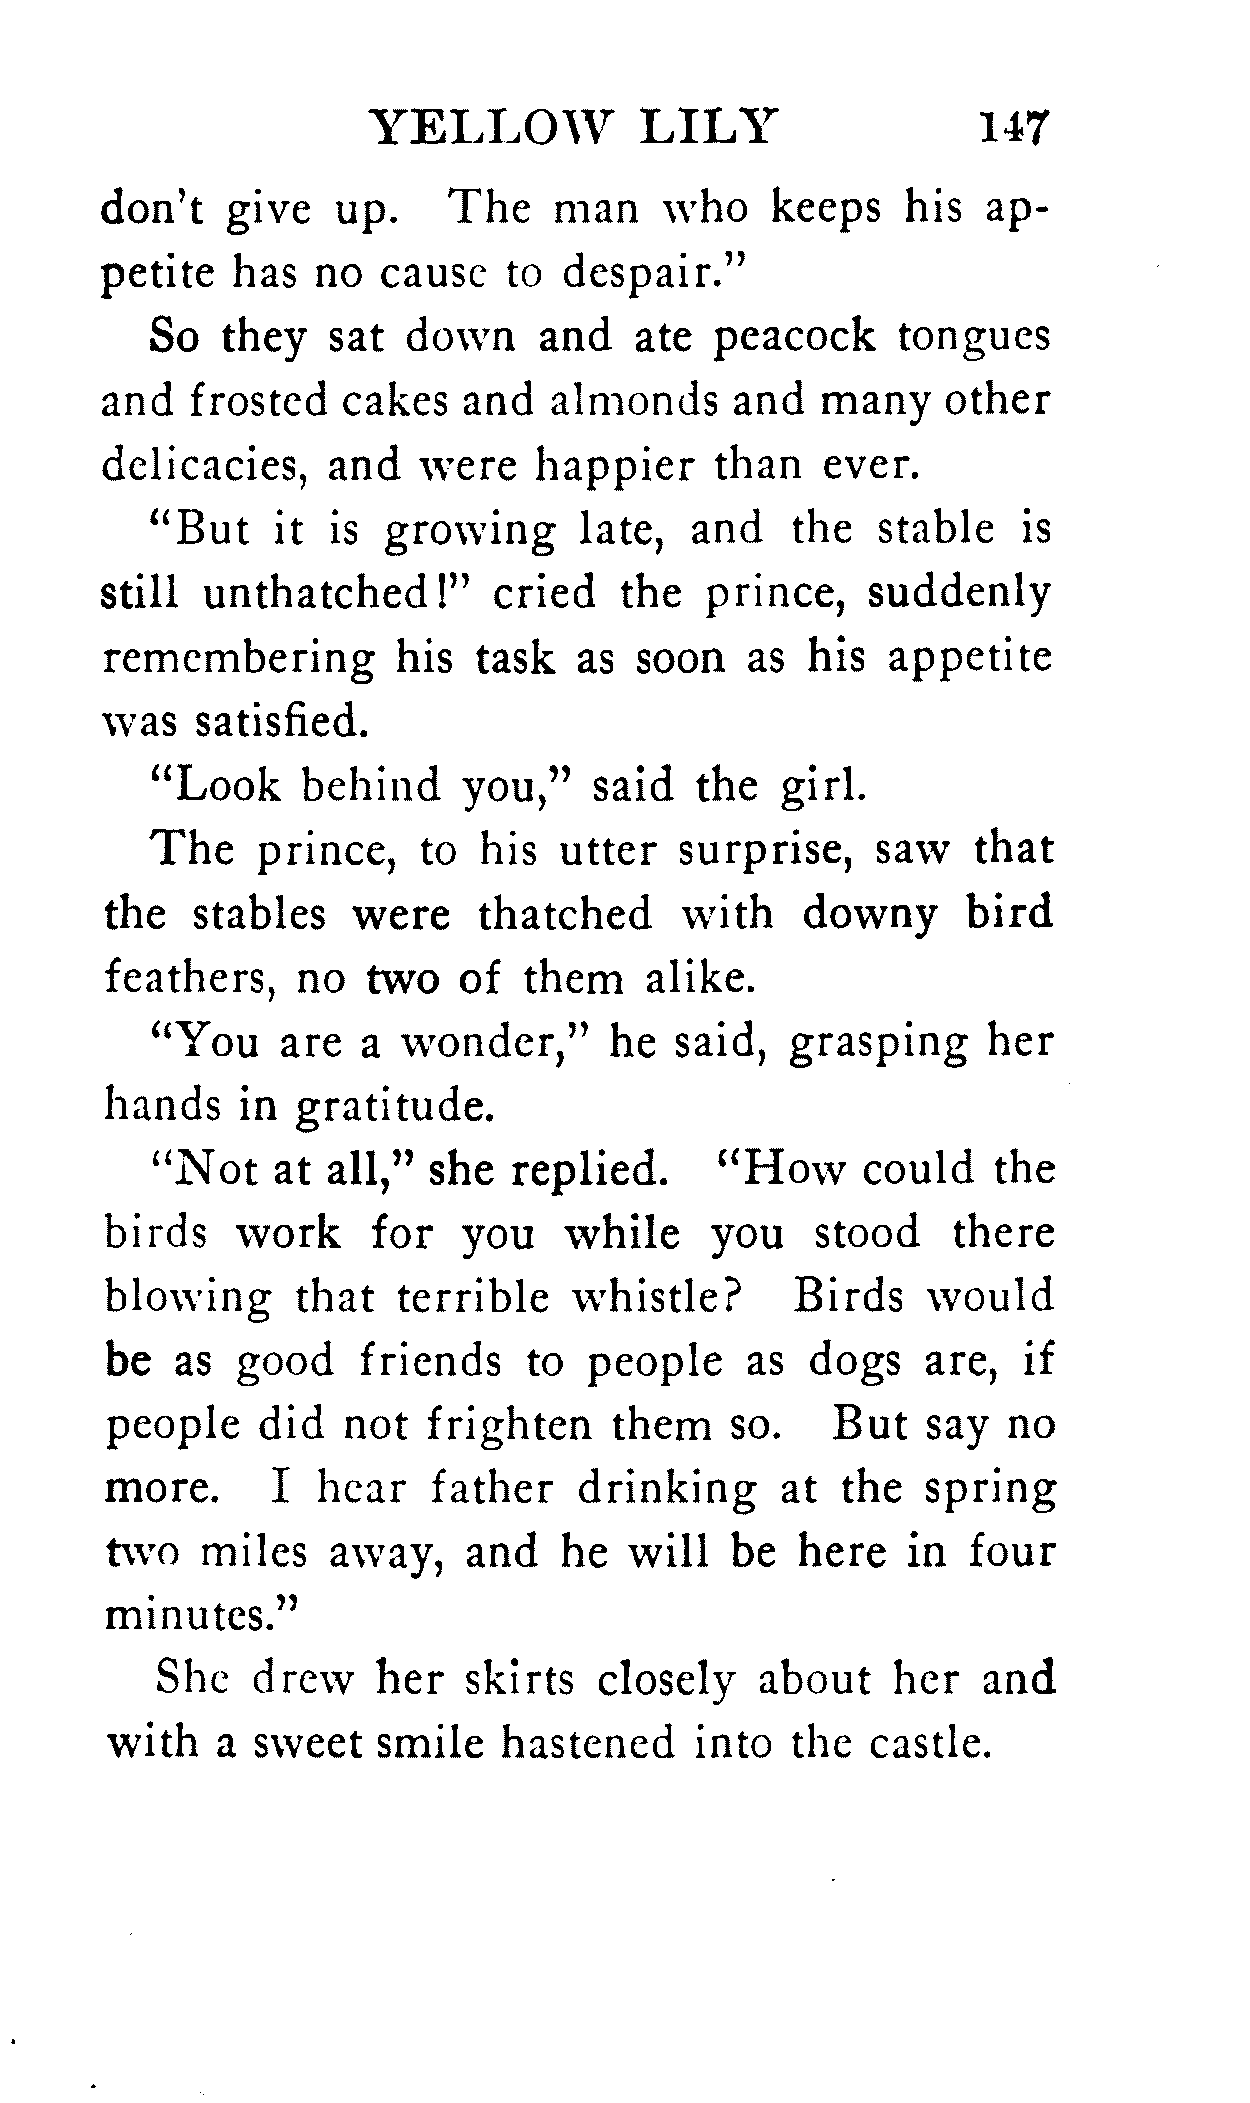 YELLOW LILY 147
don't give up. The man who keeps his ap-
petite has no cause to despair."
So they sat down and ate peacock tongues
and frosted cakes and almonds and many other
delicacies, and were happier than ever.
"But it is growing late, and the stable is
still unthatched!" cried the prince, suddenly
remembering his task as soon as his appetite
was satisfied.
"Look behind you," said the girl.
The prince, to his utter surprise, saw that
the stables were thatched with downy bird
feathers, no two of them alike.
"You are a wonder," he said, grasping her
hands in gratitude.
"Not at all," she replied. "How could the
birds work for you while you stood there
blowing that terrible whistle? Birds would
be as good friends to people as dogs are, if
people did not frighten them so. But say no
more. I hear father drinking at the spring
two miles away, and he will be here in four
minutes."
She drew her skirts closely about her and
with a sweet smile hastened into the castle.